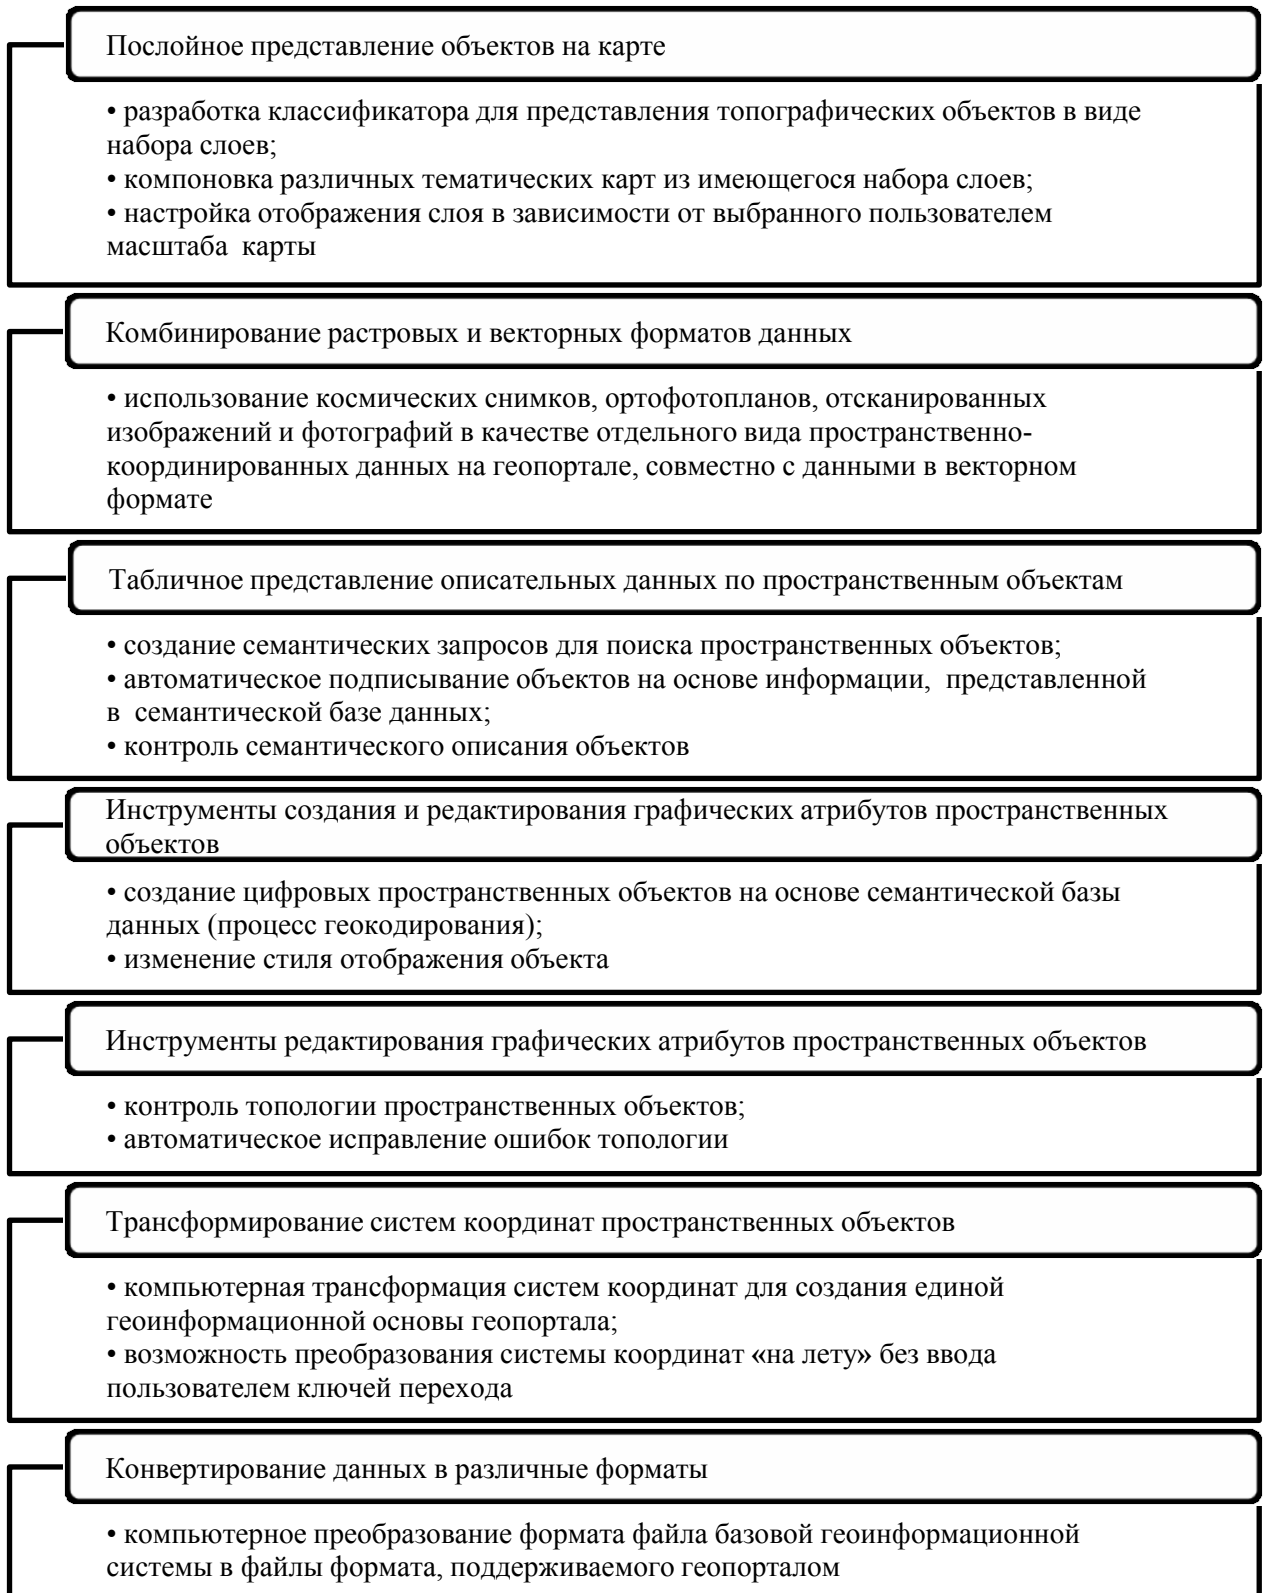 Послойное представление объектов на карте
• разработка классификатора для представления топографических объектов в виде
набора слоев;
• компоновка различных тематических карт из имеющегося набора слоев;
• настройка отображения слоя в зависимости от выбранного пользователем
масштаба карты
Комбинирование растровых и векторных форматов данных
• использование космических снимков, ортофотопланов, отсканированных
изображений и фотографий в качестве отдельного вида пространственно-
координированных данных на геопортале, совместно с данными в векторном
формате
Табличное представление описательных данных по пространственным объектам
• создание семантических запросов для поиска пространственных объектов;
• автоматическое подписывание объектов на основе информации, представленной
в семантической базе данных;
• контроль семантического описания объектов
Инструменты создания и редактирования графических атрибутов пространственных
объектов
• создание цифровых пространственных объектов на основе семантической базы
данных (процесс геокодирования);
• изменение стиля отображения объекта
Инструменты редактирования графических атрибутов пространственных объектов
• контроль топологии пространственных объектов;
• автоматическое исправление ошибок топологии
Трансформирование систем координат пространственных объектов
• компьютерная трансформация систем координат для создания единой
геоинформационной основы геопортала;
• возможность преобразования системы координат «на лету» без ввода
пользователем ключей перехода
Конвертирование данных в различные форматы
• компьютерное преобразование формата файла базовой геоинформационной
системы в файлы формата, поддерживаемого геопорталом